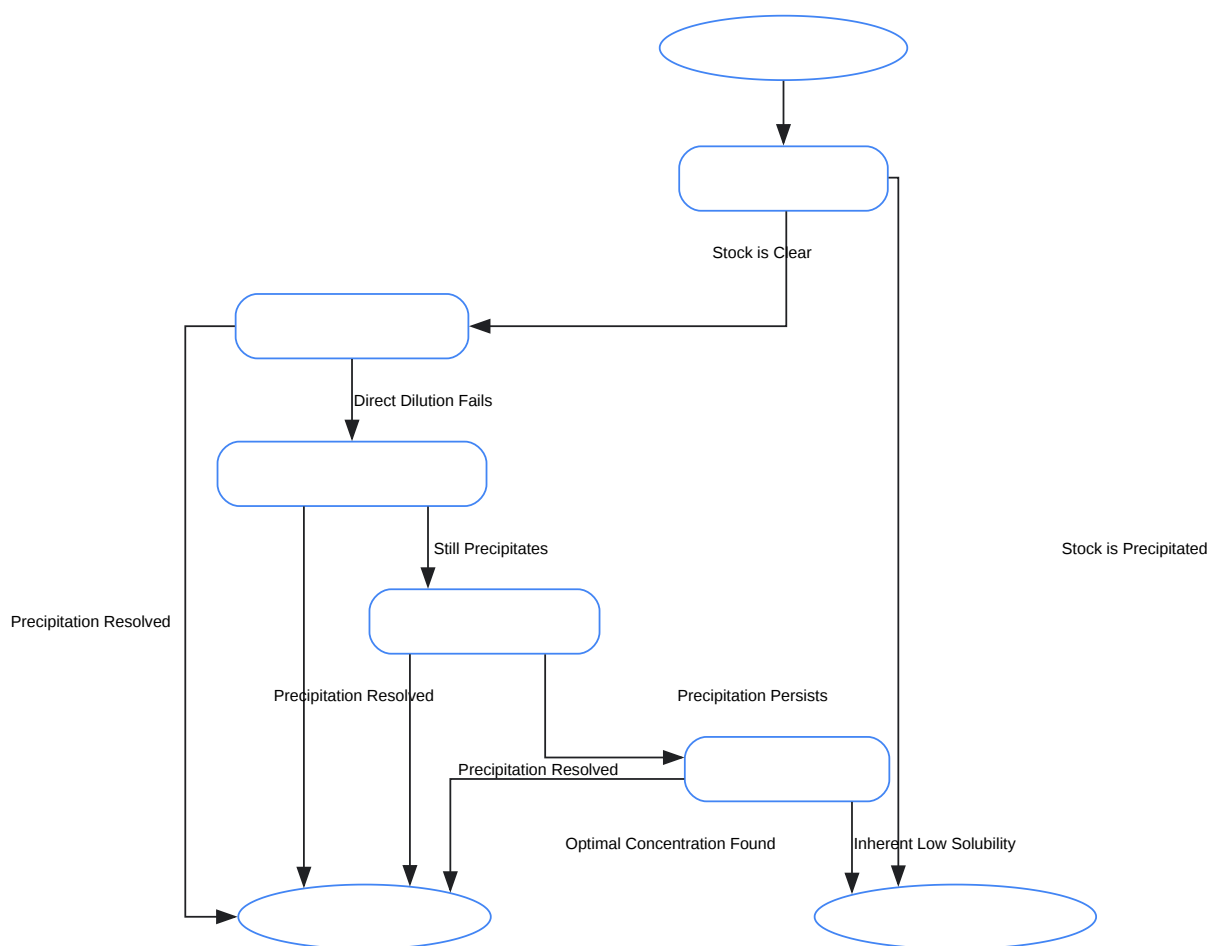 Stock is Clear
Direct Dilution Fails
Still Precipitates
Stock is Precipitated
Precipitation Resolved
Precipitation Resolved
Precipitation Persists
Precipitation Resolved
Optimal Concentration Found
Inherent Low Solubility